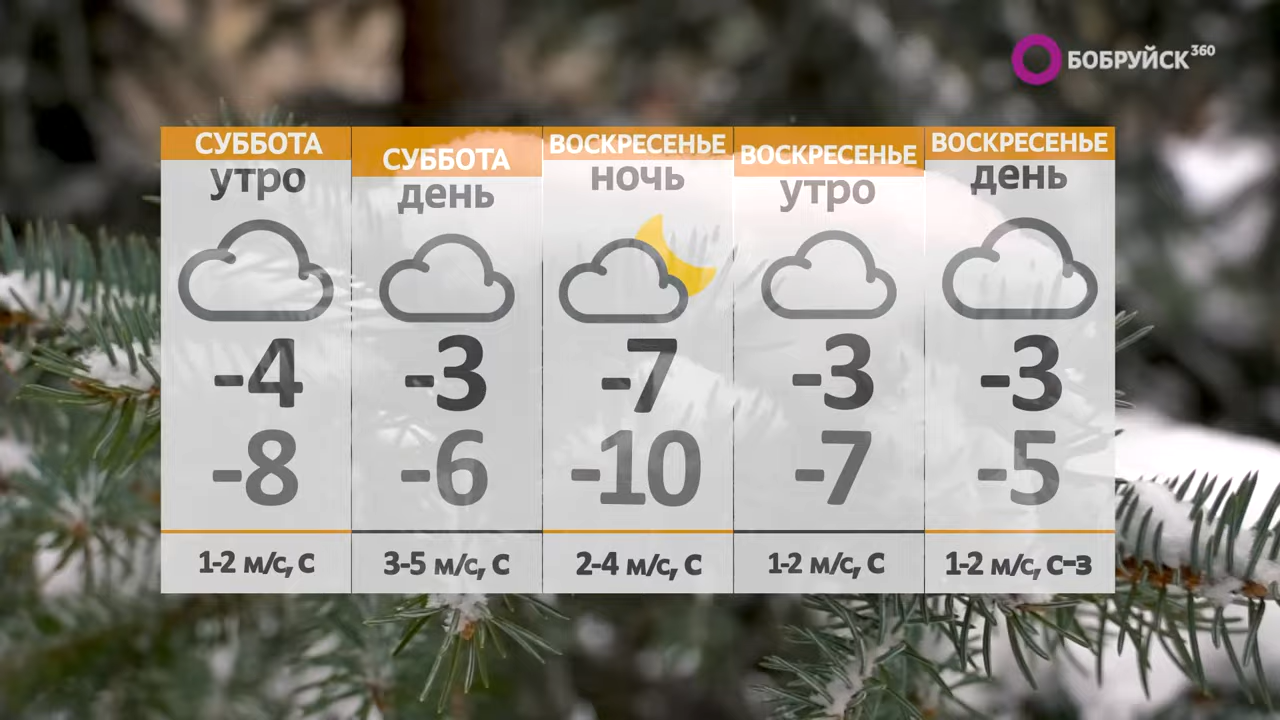 БОБРУЙСК360
СУББОТА
утро
-4
-8
1-2 м/с, С
СУББОТА
день
-3
-6
3-5 м/с, С
ВОСКРЕСЕНЬЕ
ночь
-7
-10
2-4 м/с, С
ВОСКРЕСЕНЬЕ
утро
-3
-7
1-2 м/с, С
ВОСКРЕСЕНЬЕ
день
-3
-5
1-2 м/с, С-З